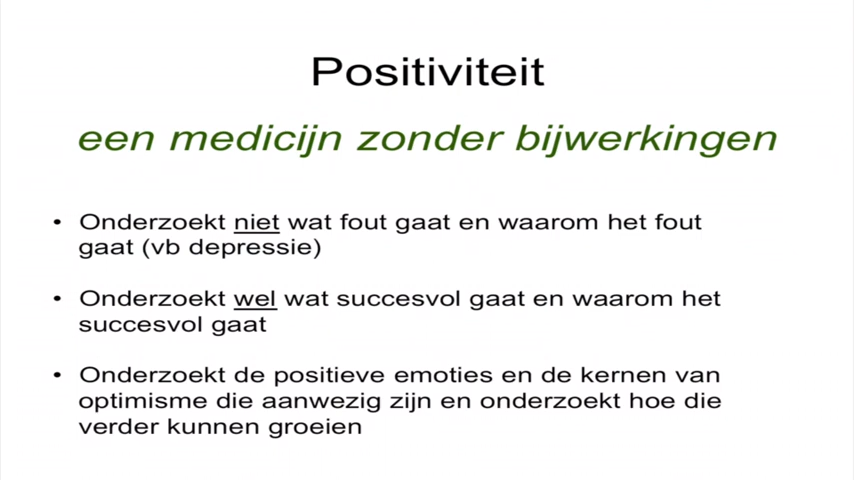 Positiviteit
een medicijn zonder bijwerkingen
• Onderzoekt niet wat fout gaat en waarom het fout
gaat (vb depressie)
• Onderzoekt wel wat succesvol gaat en waarom het
succesvol gaat
• Onderzoekt de positieve emoties en de kernen van
optimisme die aanwezig zijn en onderzoekt hoe die
verder kunnen groeien